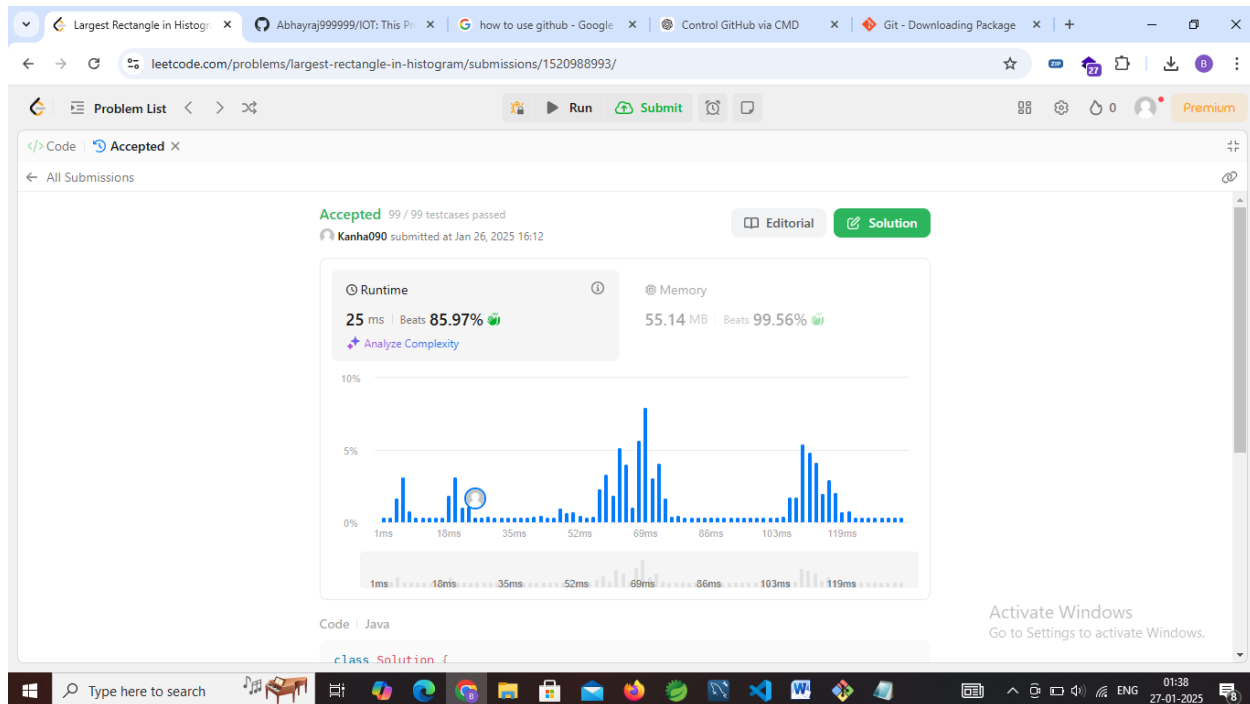 Largest Rectangle in Histogr
Abhayraj999999/IOT: This Pr
how to use github - Google
Control GitHub via CMD
Git - Downloading Package
leetcode.com/problems/largest-rectangle-in-histogram/submissions/1520988993/
ZIP
27
B
Problem List
Run
Submit
0
Premium
</> Code
Accepted
All Submissions
Accepted 99 / 99 testcases passed
Kanha090 submitted at Jan 26, 2025 16:12
Editorial
Solution
Runtime
25 ms Beats 85.97%
Analyze Complexity
Memory
55.14 MB Beats 99.56%
10%
5%
0%
1ms 18ms 35ms 52ms 69ms 86ms 103ms 119ms
1ms 18ms 35ms 52ms 69ms 86ms 103ms 119ms
Code Java
class Solution {
Activate Windows
Go to Settings to activate Windows.
Type here to search
ENG
01:38
27-01-2025
8